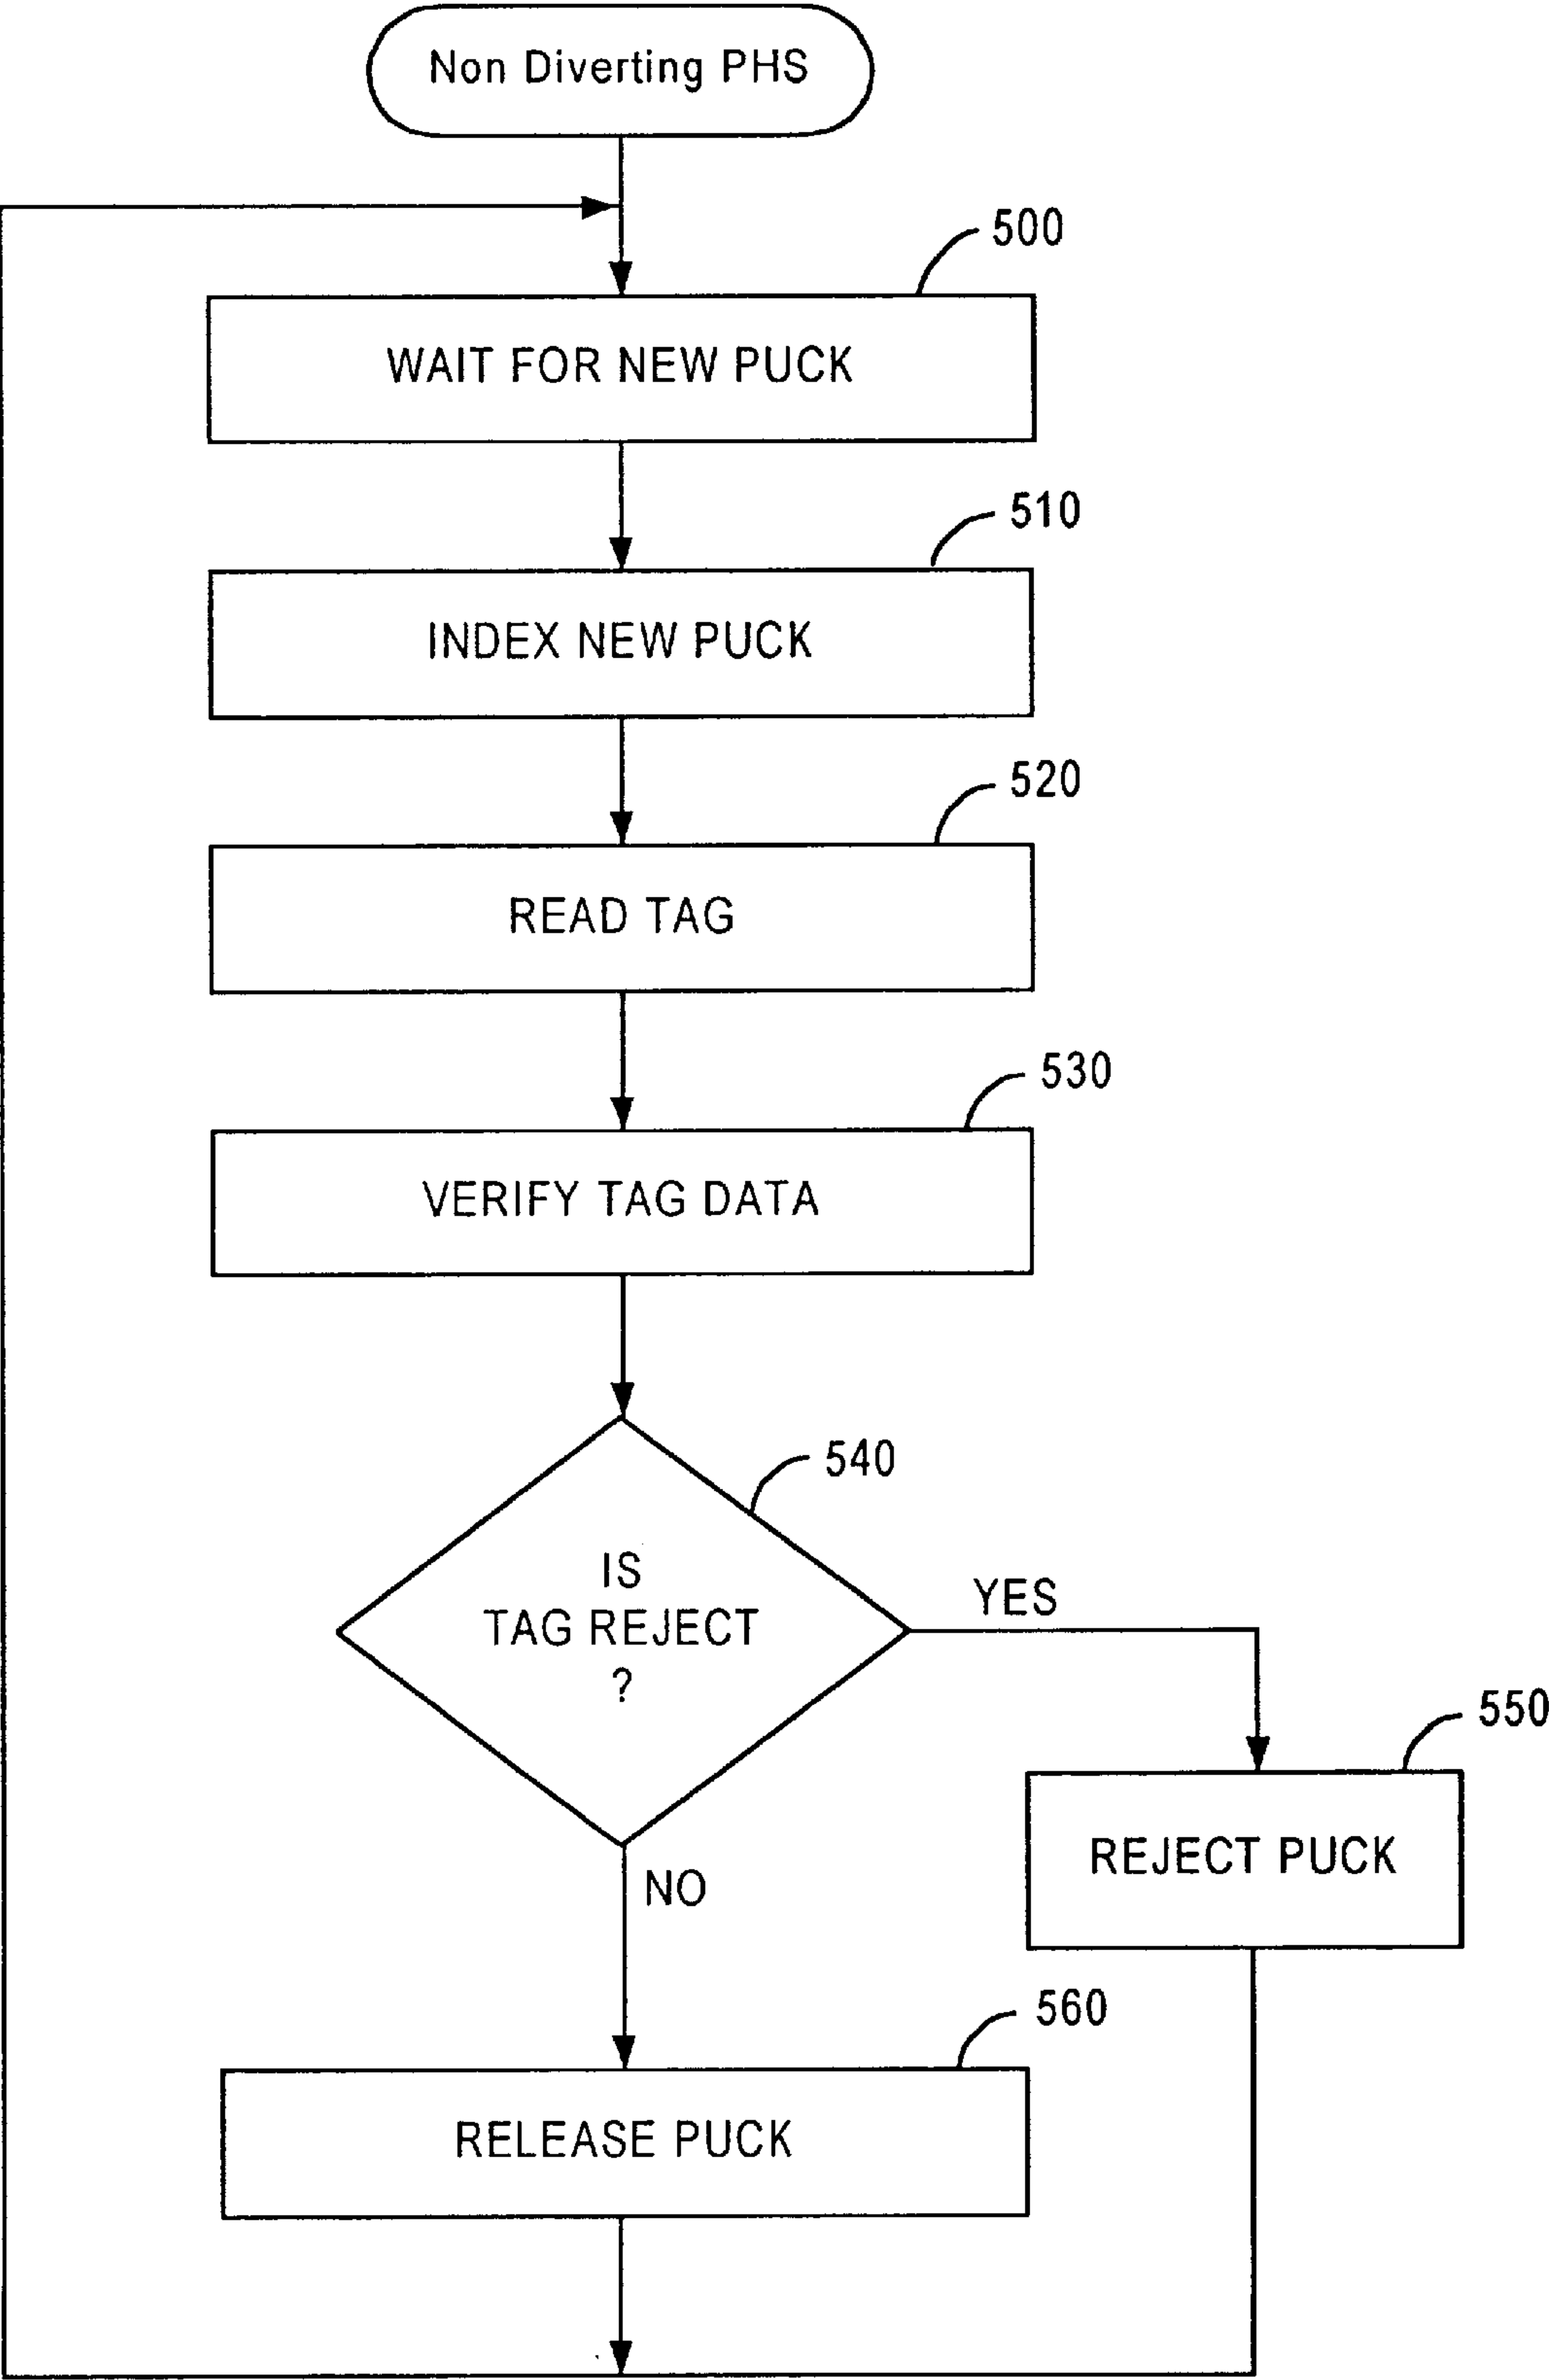 Non Diverting PHS
500
WAIT FOR NEW PUCK
510
INDEX NEW PUCK
520
READ TAG
530
VERIFY TAG DATA
540
IS
TAG REJECT
?
YES
550
REJECT PUCK
NO
560
RELEASE PUCK